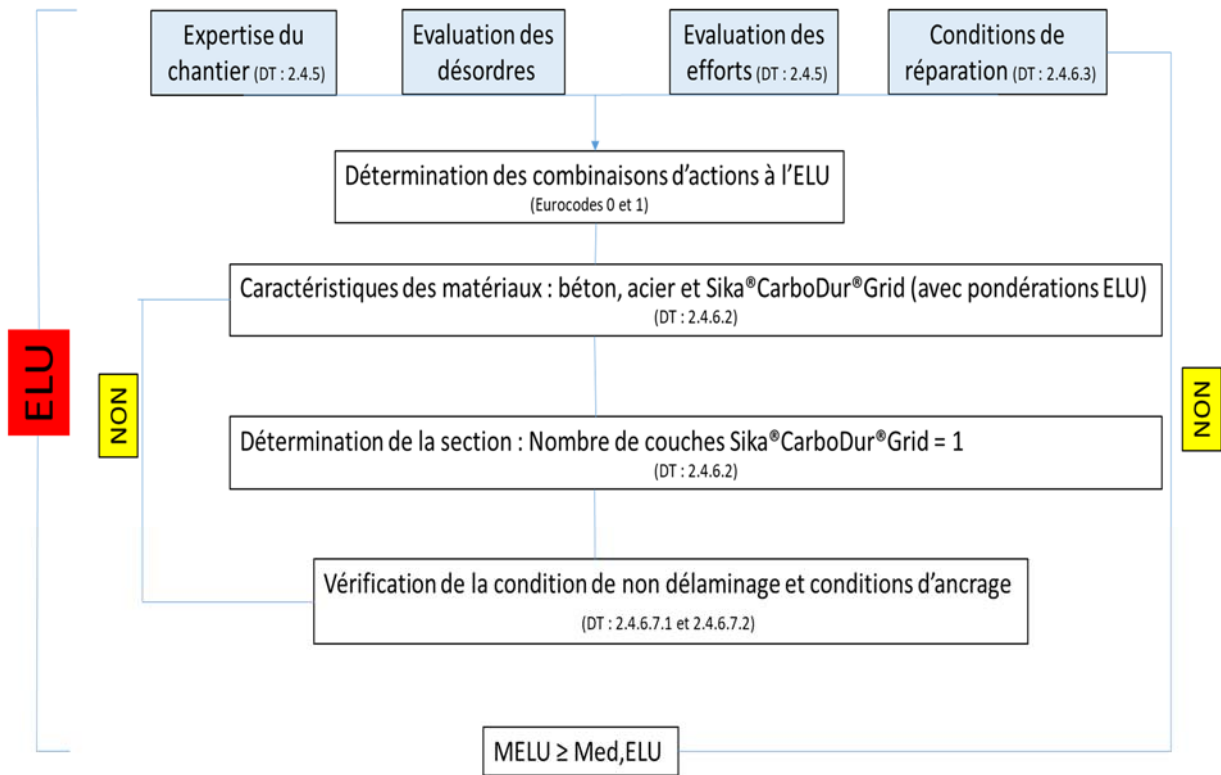 Expertise du
chantier (DT : 2.4.5)
Evaluation des
désordres
Evaluation des
efforts (DT : 2.4.5)
Conditions de
réparation (DT : 2.4.6.3)
Détermination des combinaisons d’actions à l’ELU
(Eurocodes 0 et 1)
Caractéristiques des matériaux : béton, acier et Sika®CarboDur®Grid (avec pondérations ELU)
(DT : 2.4.6.2)
ELU
NON
NON
Détermination de la section : Nombre de couches Sika®CarboDur®Grid = 1
(DT : 2.4.6.2)
Vérification de la condition de non délaminage et conditions d’ancrage
(DT : 2.4.6.7.1 et 2.4.6.7.2)
MELU ≥ Med,ELU